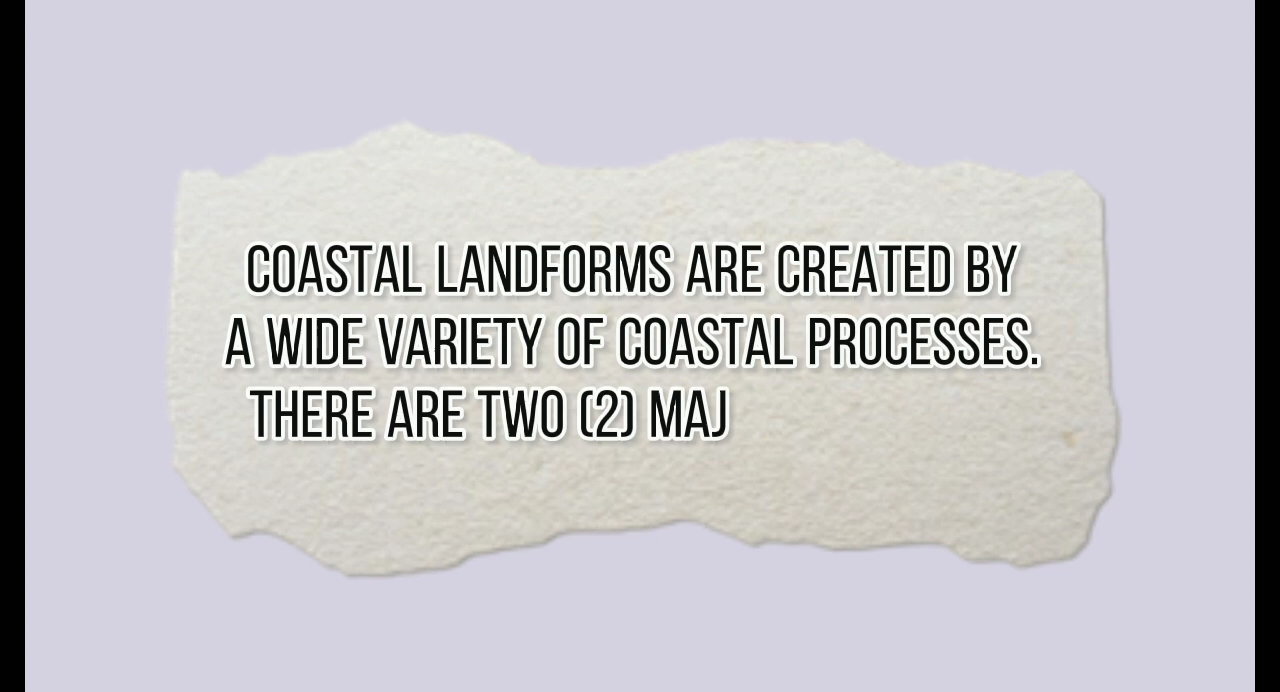 COASTAL LANDFORMS ARE CREATED BY
A WIDE VARIETY OF COASTAL PROCESSES.
THERE ARE TWO (2) MAJ